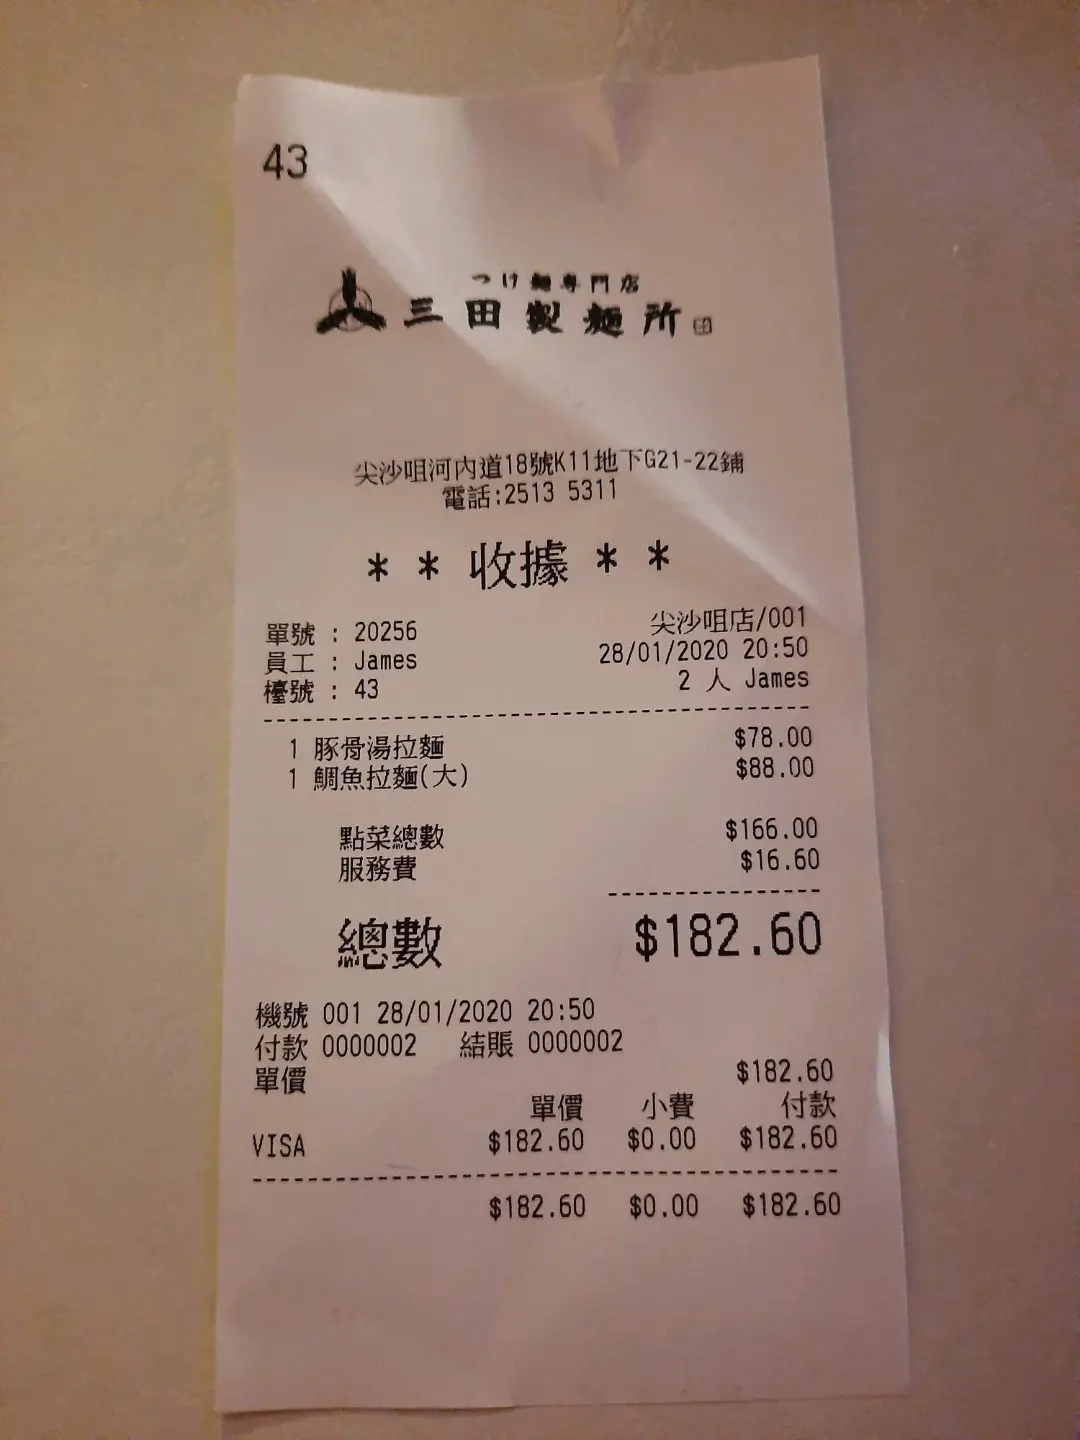 43
つけ麺専門店
三田製麺所
尖沙咀河內道18號K11地下G21-22鋪
電話:2513 5311
* * 收據 * *
尖沙咀店/001
單號 : 20256
28/01/2020 20:50
員工 : James
2 人 James
檯號 : 43
1 豚骨湯拉麵 $78.00
1 鯛魚拉麵(大) $88.00
點菜總數 $166.00
服務費 $16.60
總數 $182.60
機號 001 28/01/2020 20:50
付款 0000002 結賬 0000002
單價 $182.60
單價 小費 付款
VISA $182.60 $0.00 $182.60
$182.60 $0.00 $182.60